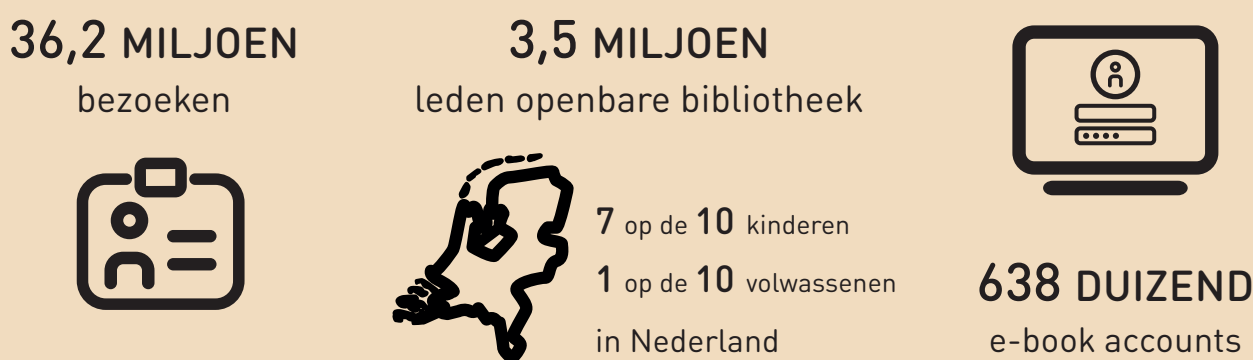 36,2 MILJOEN
bezoeken
3,5 MILJOEN
leden openbare bibliotheek
7 op de 10 kinderen
1 op de 10 volwassenen
in Nederland
638 DUIZEND
e-book accounts